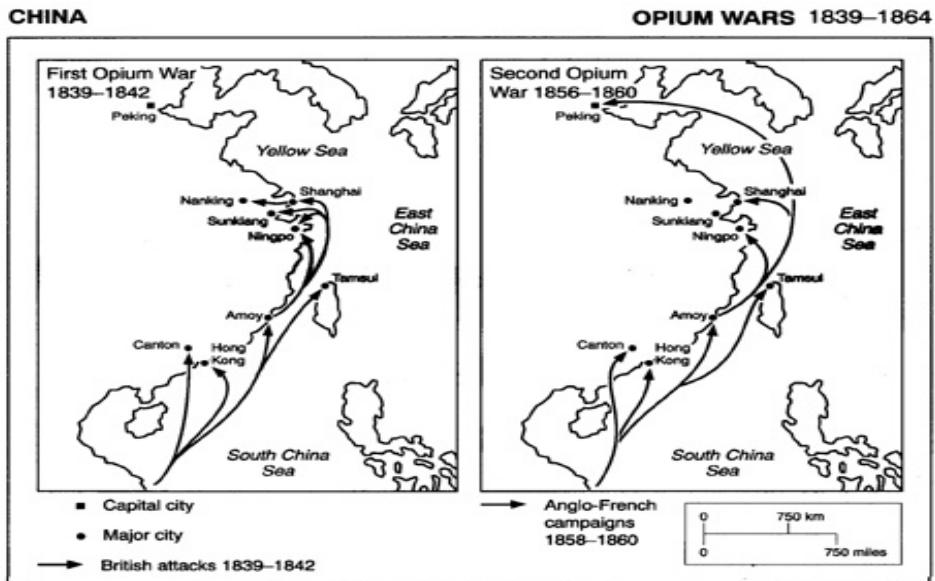 CHINA
OPIUM WARS 1839–1864
First Opium War
1839–1842
Peking
Yellow Sea
Nanking
Shanghai
Sunkiang
Ningpo
East
China
Sea
Tamsui
Amoy
Canton
Hong
Kong
South China
Sea
Second Opium
War 1856–1860
Peking
Yellow Sea
Nanking
Shanghai
Sunkiang
Ningpo
East
China
Sea
Tamsui
Amoy
Canton
Hong
Kong
South China
Sea
Capital city
Major city
British attacks 1839–1842
Anglo-French
campaigns
1858–1860
0 750 km
0 750 miles